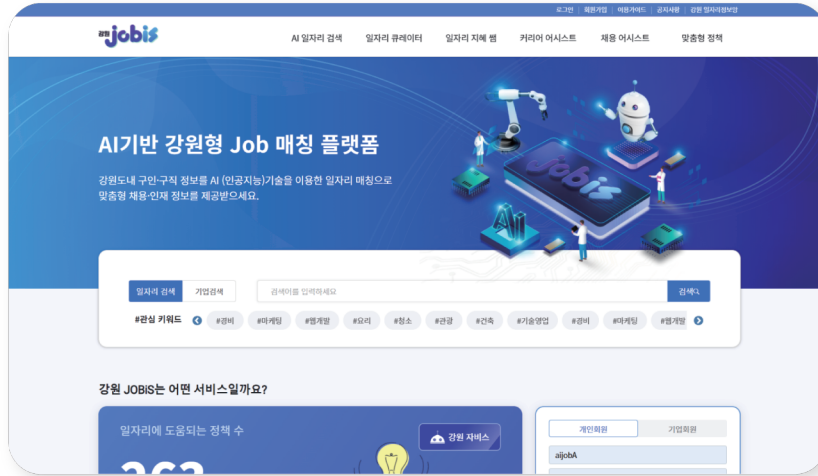 로그인 | 회원가입 | 이용가이드 | 공지사항 | 강원 일자리정보망
강원 jobis
AI 일자리 검색 일자리 큐레이터 일자리 지혜 쌤 커리어 어시스트 채용 어시스트 맞춤형 정책
AI기반 강원형 Job 매칭 플랫폼
강원도내 구인·구직 정보를 AI (인공지능)기술을 이용한 일자리 매칭으로
맞춤형 채용·인재 정보를 제공받으세요.
jobis
AI
일자리 검색 기업검색 검색어를 입력하세요 검색
#관심 키워드 #경비 #마케팅 #웹개발 #요리 #청소 #관광 #건축 #기술영업 #경비 #마케팅 #웹개발
강원 JOBiS는 어떤 서비스일까요?
일자리에 도움되는 정책 수
강원 자비스
개인회원 기업회원
aijobA